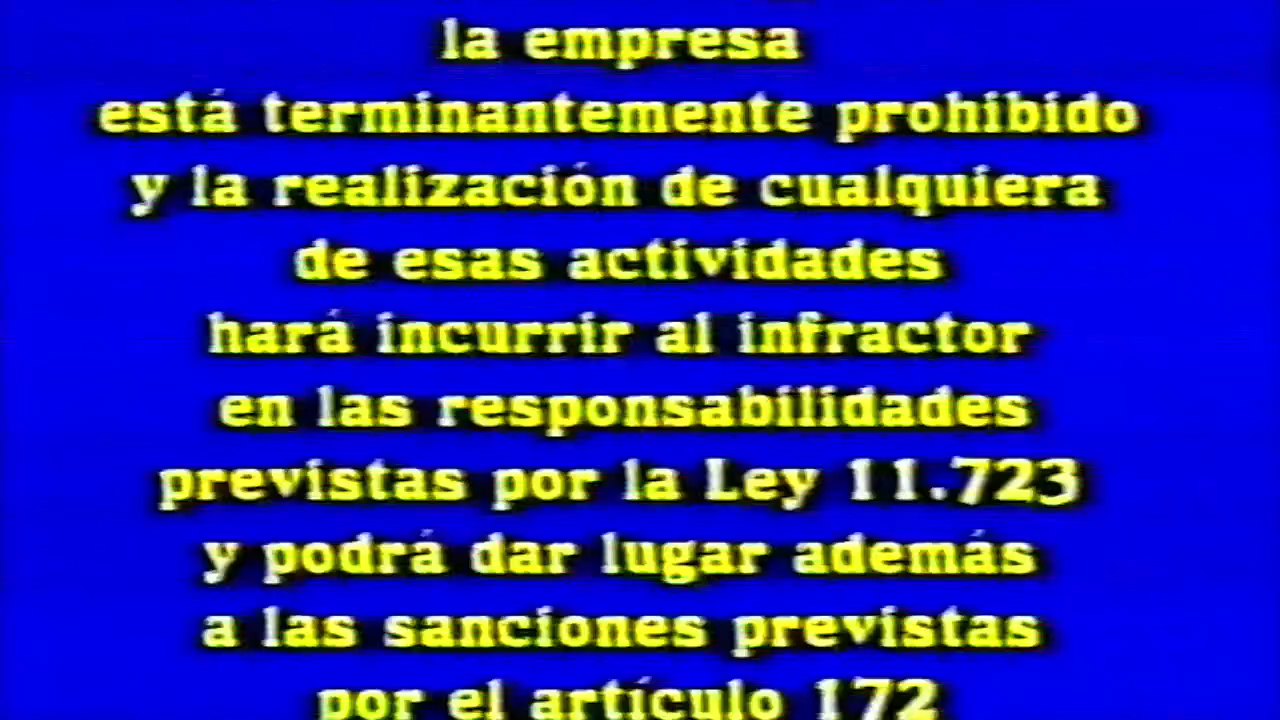 la empresa
está terminantemente prohibido
y la realización de cualquiera
de esas actividades
hará incurrir al infractor
en las responsabilidades
previstas por la Ley 11.723
y podrá dar lugar además
a las sanciones previstas
por el artículo 172